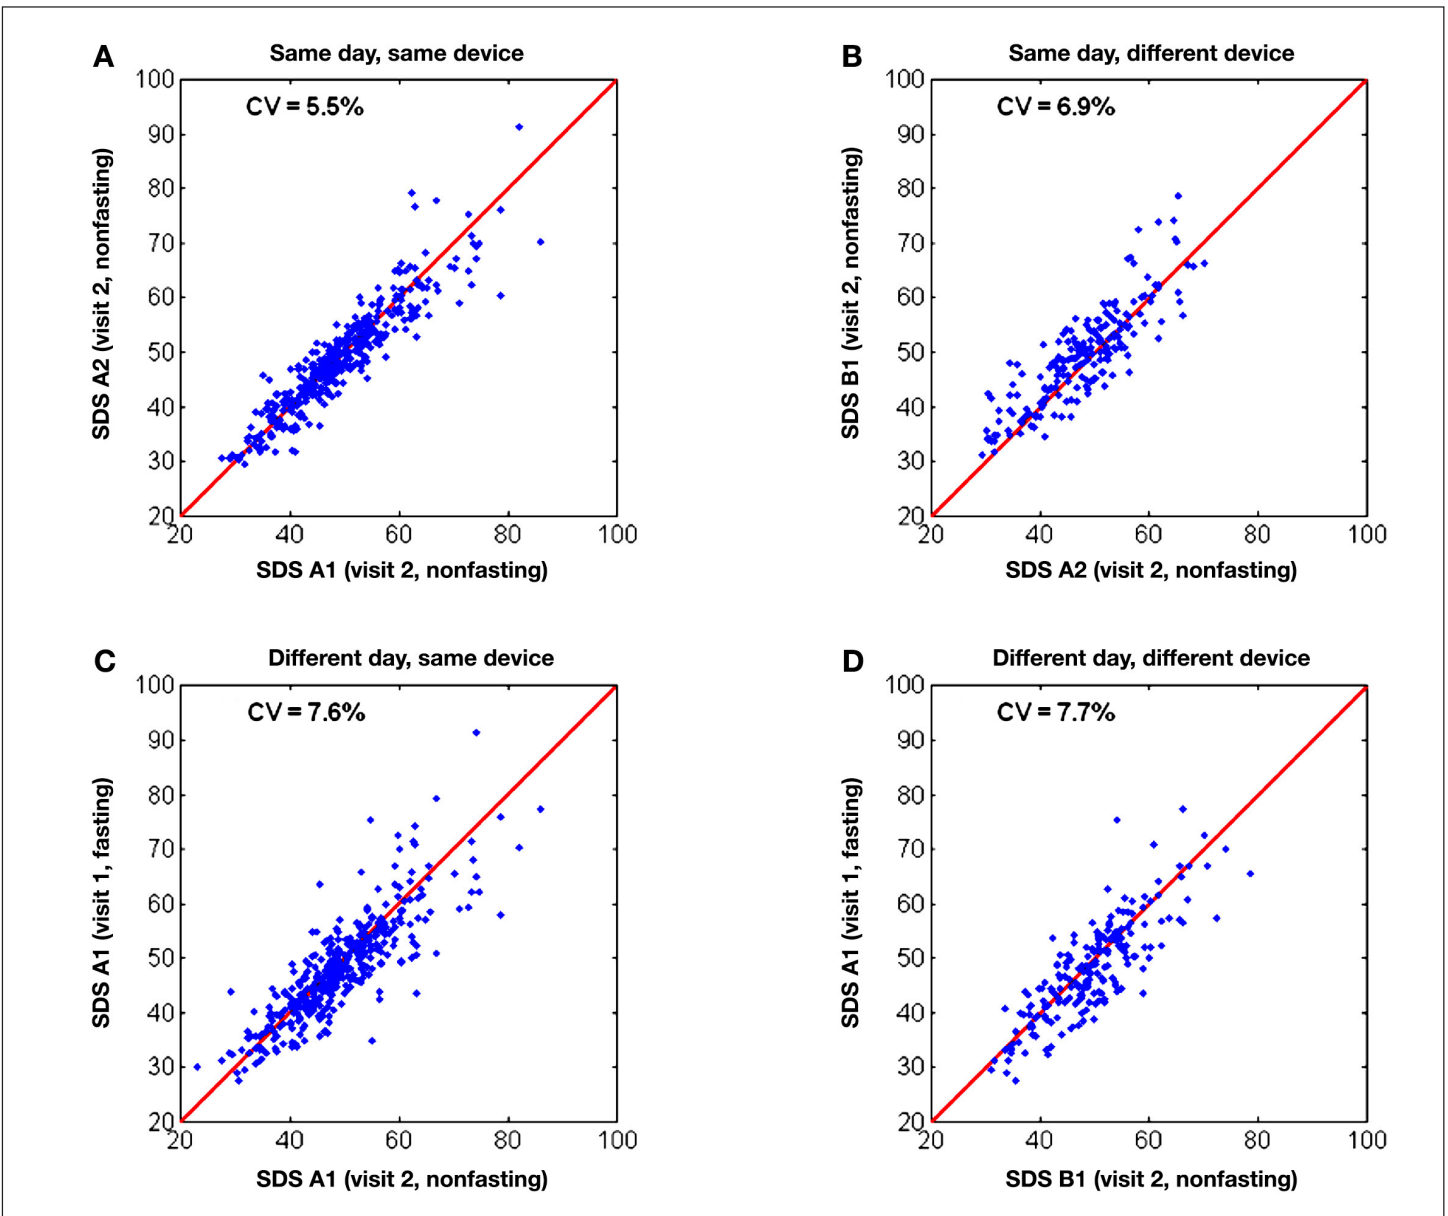 A Same day, same device
CV = 5.5%
100
90
80
70
60
50
40
30
20
20 40 60 80 100
SDS A2 (visit 2, nonfasting)
SDS A1 (visit 2, nonfasting)
B Same day, different device
CV = 6.9%
100
90
80
70
60
50
40
30
20
20 40 60 80 100
SDS B1 (visit 2, nonfasting)
SDS A2 (visit 2, nonfasting)
C Different day, same device
CV = 7.6%
100
90
80
70
60
50
40
30
20
20 40 60 80 100
SDS A1 (visit 1, fasting)
SDS A1 (visit 2, nonfasting)
D Different day, different device
CV = 7.7%
100
90
80
70
60
50
40
30
20
20 40 60 80 100
SDS A1 (visit 1, fasting)
SDS B1 (visit 2, nonfasting)